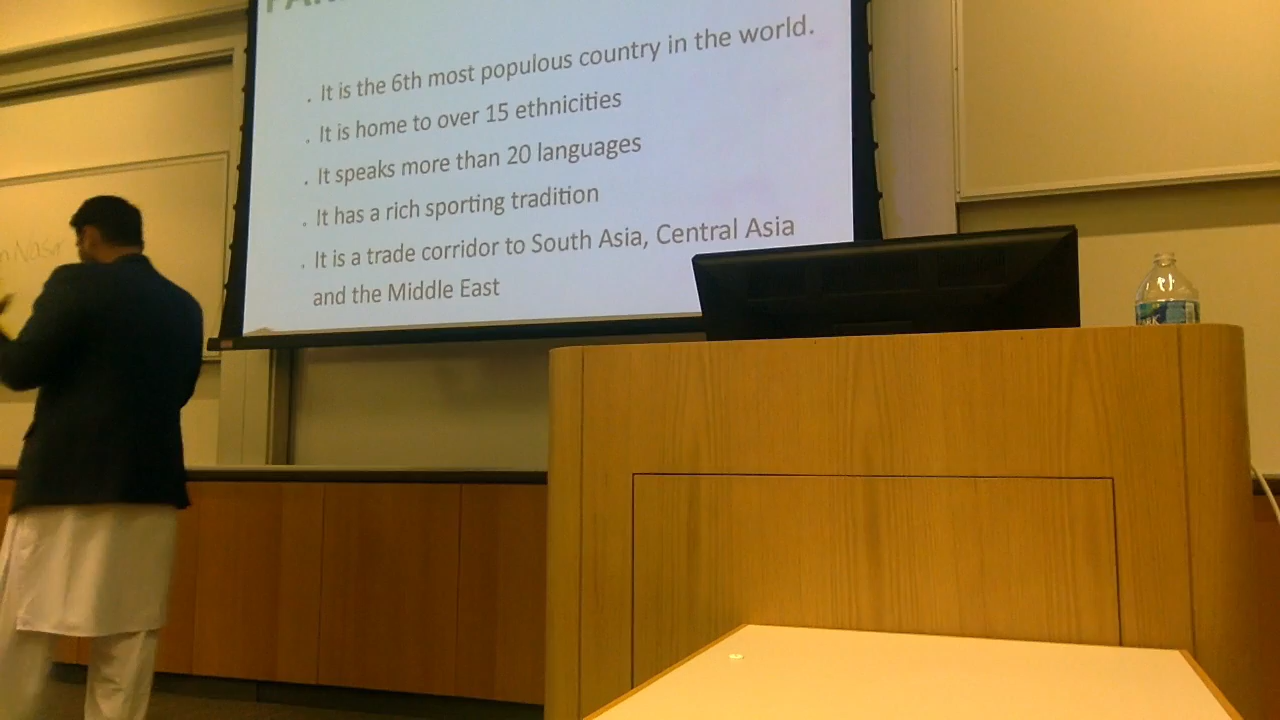 . It is the 6th most populous country in the world.
. It is home to over 15 ethnicities
. It speaks more than 20 languages
. It has a rich sporting tradition
. It is a trade corridor to South Asia, Central Asia
and the Middle East